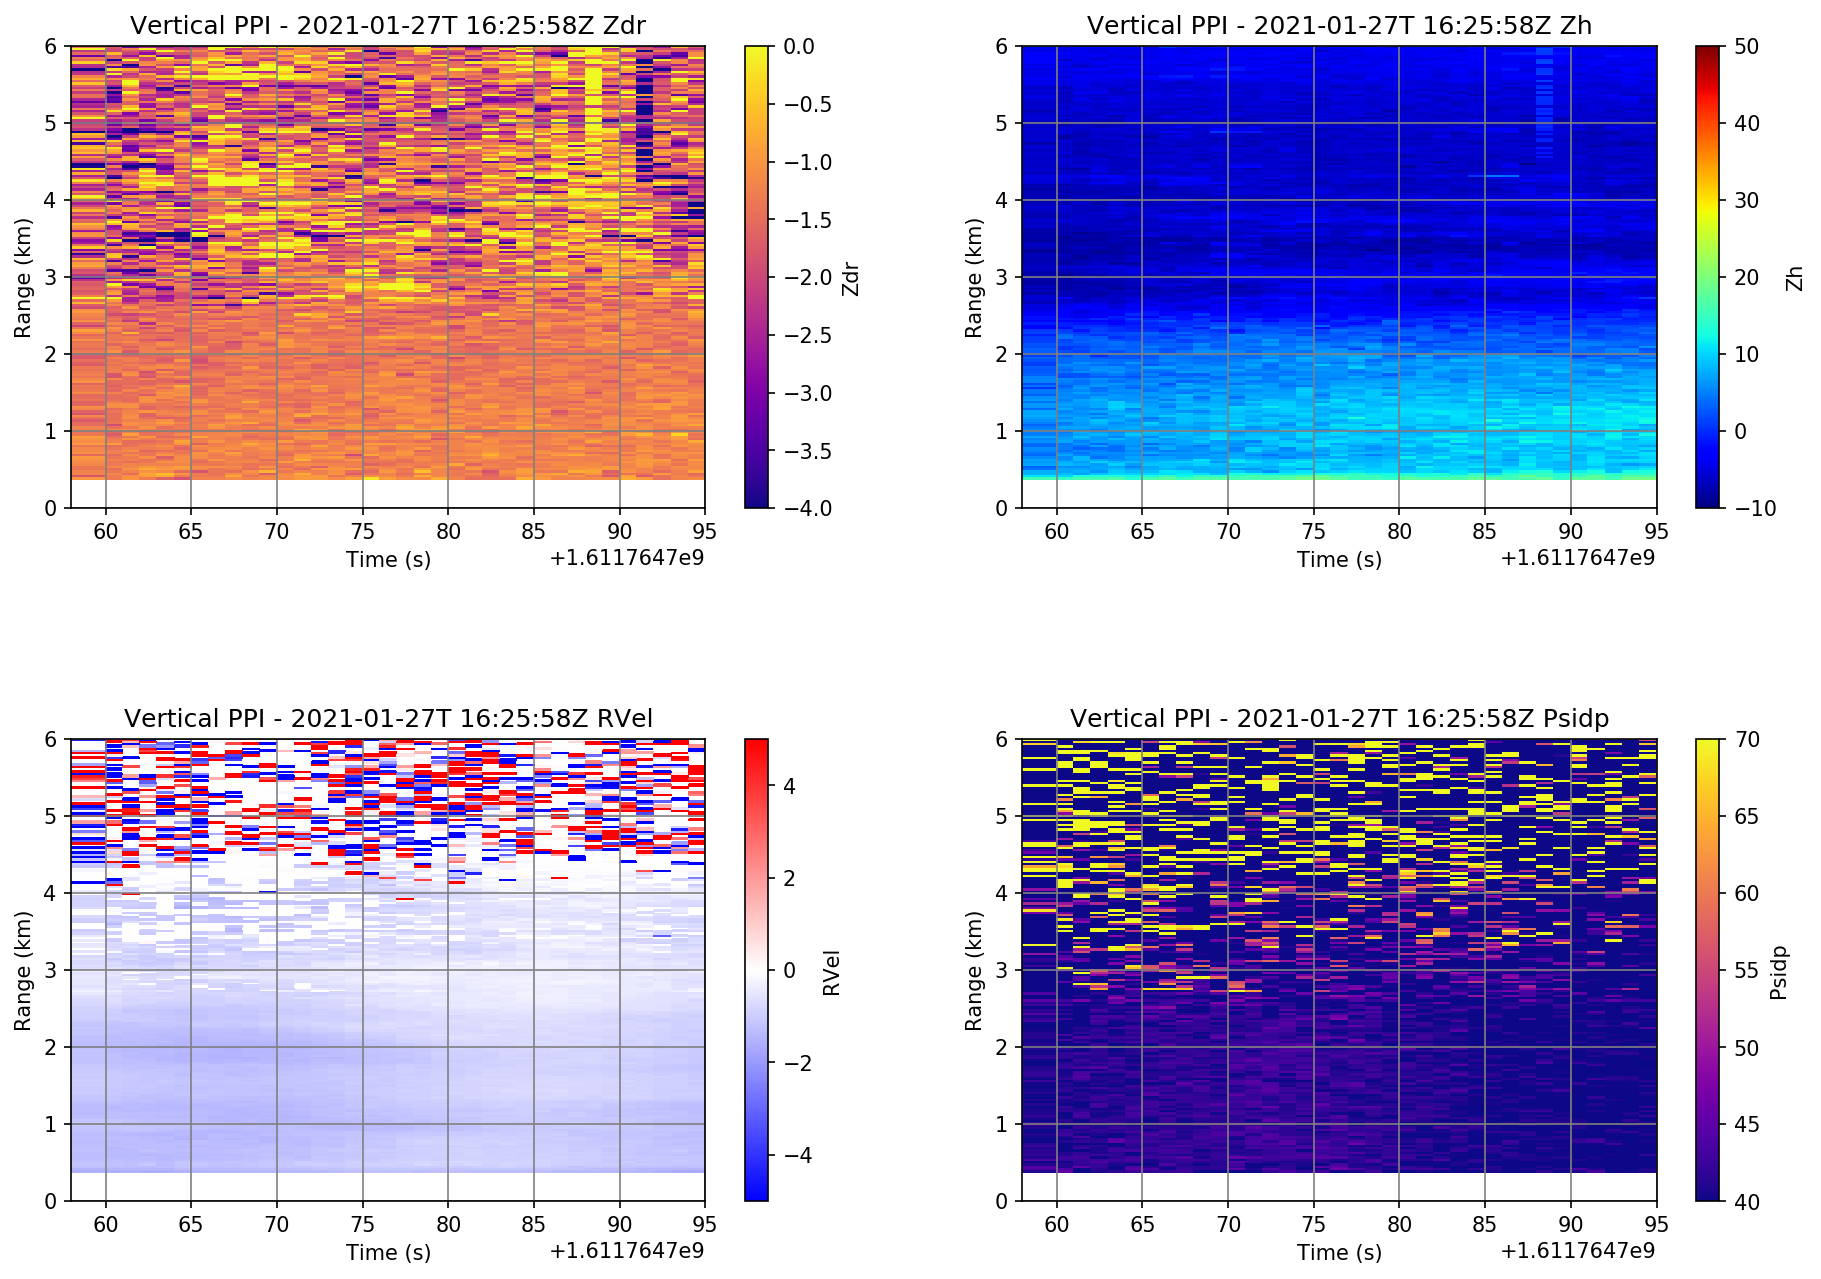 Vertical PPI - 2021-01-27T 16:25:58Z Zdr
6
5
4
3
2
1
0
Range (km)
60 65 70 75 80 85 90 95
Time (s)
+1.6117647e9
0.0
−0.5
−1.0
−1.5
−2.0
−2.5
−3.0
−3.5
−4.0
Zdr
Vertical PPI - 2021-01-27T 16:25:58Z Zh
6
5
4
3
2
1
0
Range (km)
60 65 70 75 80 85 90 95
Time (s)
+1.6117647e9
50
40
30
20
10
0
−10
Zh
Vertical PPI - 2021-01-27T 16:25:58Z RVel
6
5
4
3
2
1
0
Range (km)
60 65 70 75 80 85 90 95
Time (s)
+1.6117647e9
4
2
0
−2
−4
RVel
Vertical PPI - 2021-01-27T 16:25:58Z Psidp
6
5
4
3
2
1
0
Range (km)
60 65 70 75 80 85 90 95
Time (s)
+1.6117647e9
70
65
60
55
50
45
40
Psidp